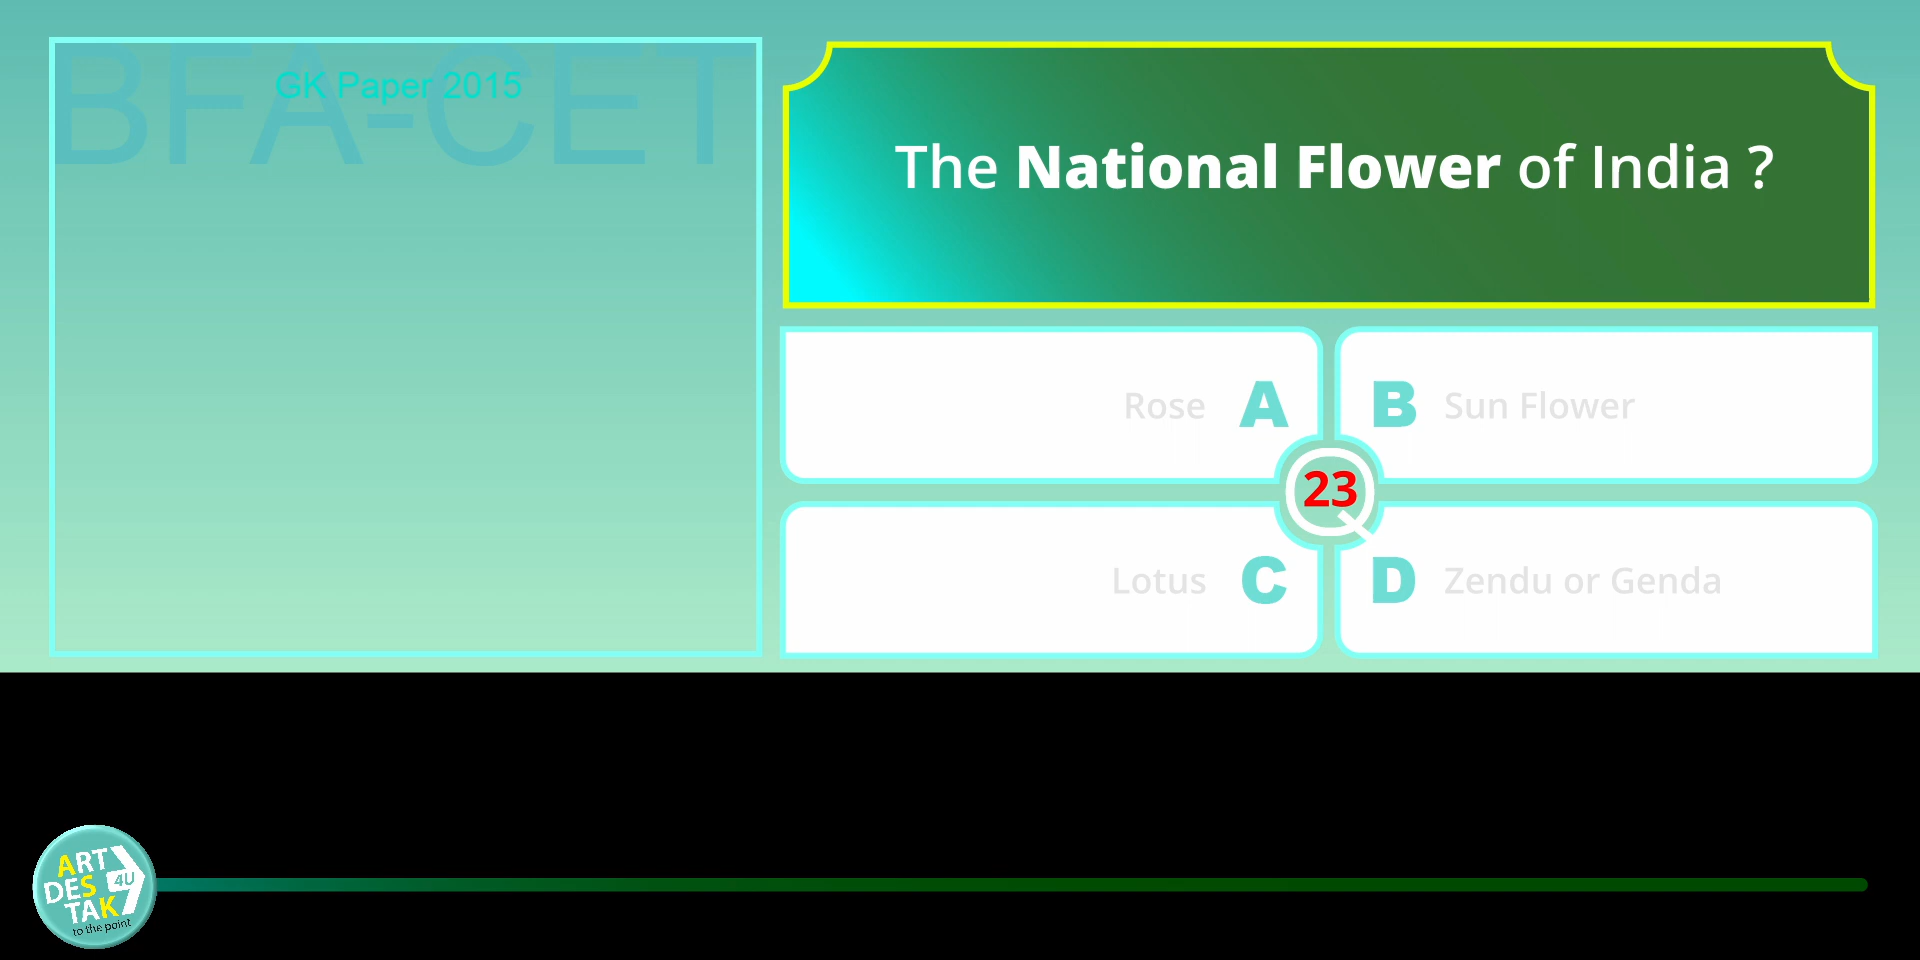 BFA-CET
GK Paper 2015
The National Flower of India ?
Rose A
B Sun Flower
23
Lotus C
D Zendu or Genda
ART
DES 4U
TAK
to the point